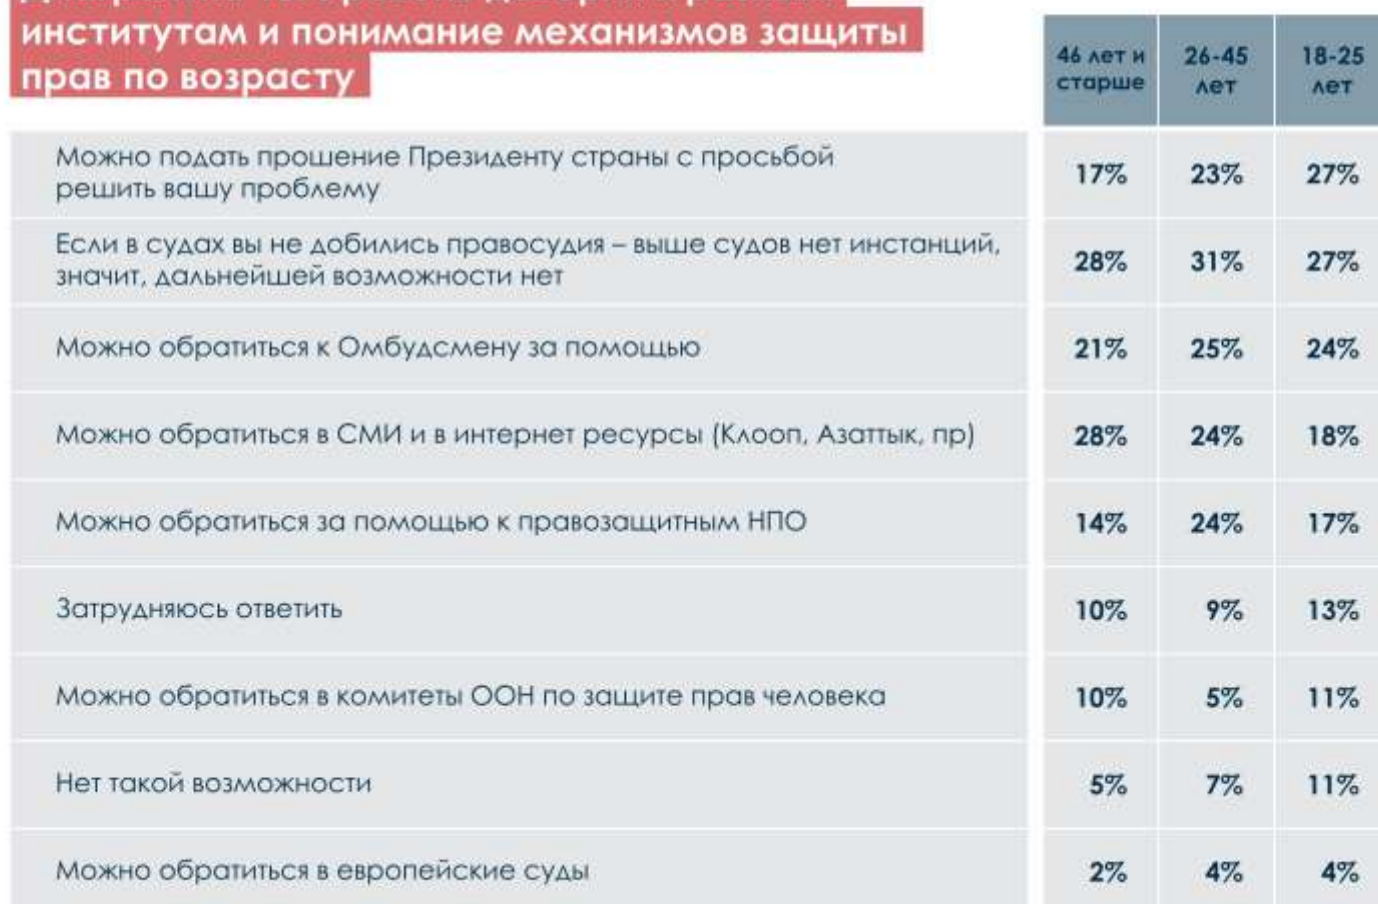 институтам и понимание механизмов защиты
прав по возрасту
46 лет и
старше
26-45
лет
18-25
лет
Можно подать прошение Президенту страны с просьбой
решить вашу проблему
17%
23%
27%
Если в судах вы не добились правосудия – выше судов нет инстанций,
значит, дальнейшей возможности нет
28%
31%
27%
Можно обратиться к Омбудсмену за помощью
21%
25%
24%
Можно обратиться в СМИ и в интернет ресурсы (Клооп, Азаттык, пр)
28%
24%
18%
Можно обратиться за помощью к правозащитным НПО
14%
24%
17%
Затрудняюсь ответить
10%
9%
13%
Можно обратиться в комитеты ООН по защите прав человека
10%
5%
11%
Нет такой возможности
5%
7%
11%
Можно обратиться в европейские суды
2%
4%
4%